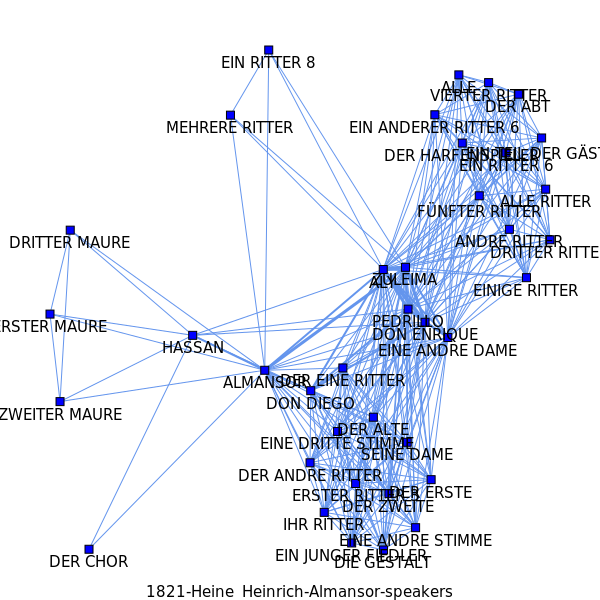 EIN RITTER 8
ALLE
VIERTER RITTER
DER ABT
MEHRERE RITTER
EIN ANDERER RITTER 6
DER HARFENSPIELER
EIN TEIL DER GÄST
EIN RITTER 6
ALLE RITTER
FÜNFTER RITTER
DRITTER MAURE
ANDRE RITTER
DRITTER RITTE
ZULEIMA
ALY
EINIGE RITTER
ERSTER MAURE
PEDRILLO
DON ENRIQUE
HASSAN
EINE ANDRE DAME
ALMANSOR
DER EINE RITTER
DON DIEGO
ZWEITER MAURE
DER ALTE
EINE DRITTE STIMME
SEINE DAME
DER ANDRE RITTER
ERSTER RITTER
DER ERSTE
DER ZWEITE
IHR RITTER
EINE ANDRE STIMME
EIN JUNGER FIEDLER
DIE GESTALT
DER CHOR
1821-Heine_Heinrich-Almansor-speakers